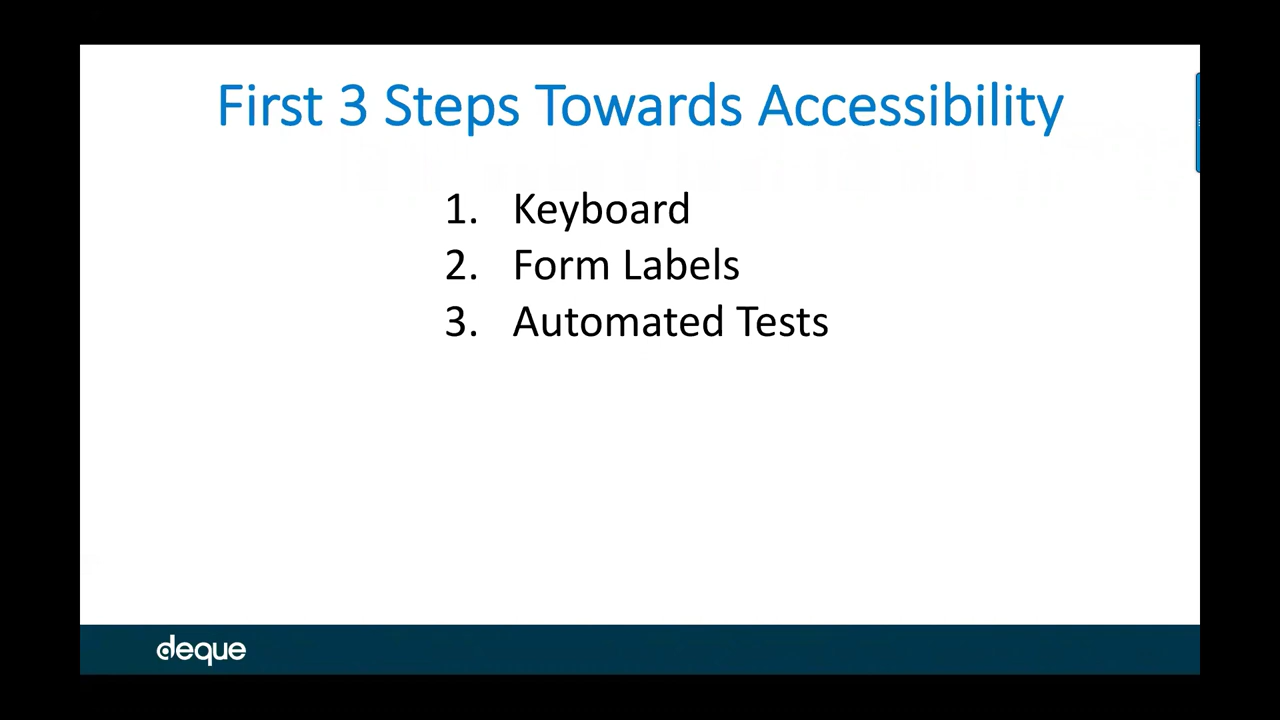 First 3 Steps Towards Accessibility
1. Keyboard
2. Form Labels
3. Automated Tests
deque